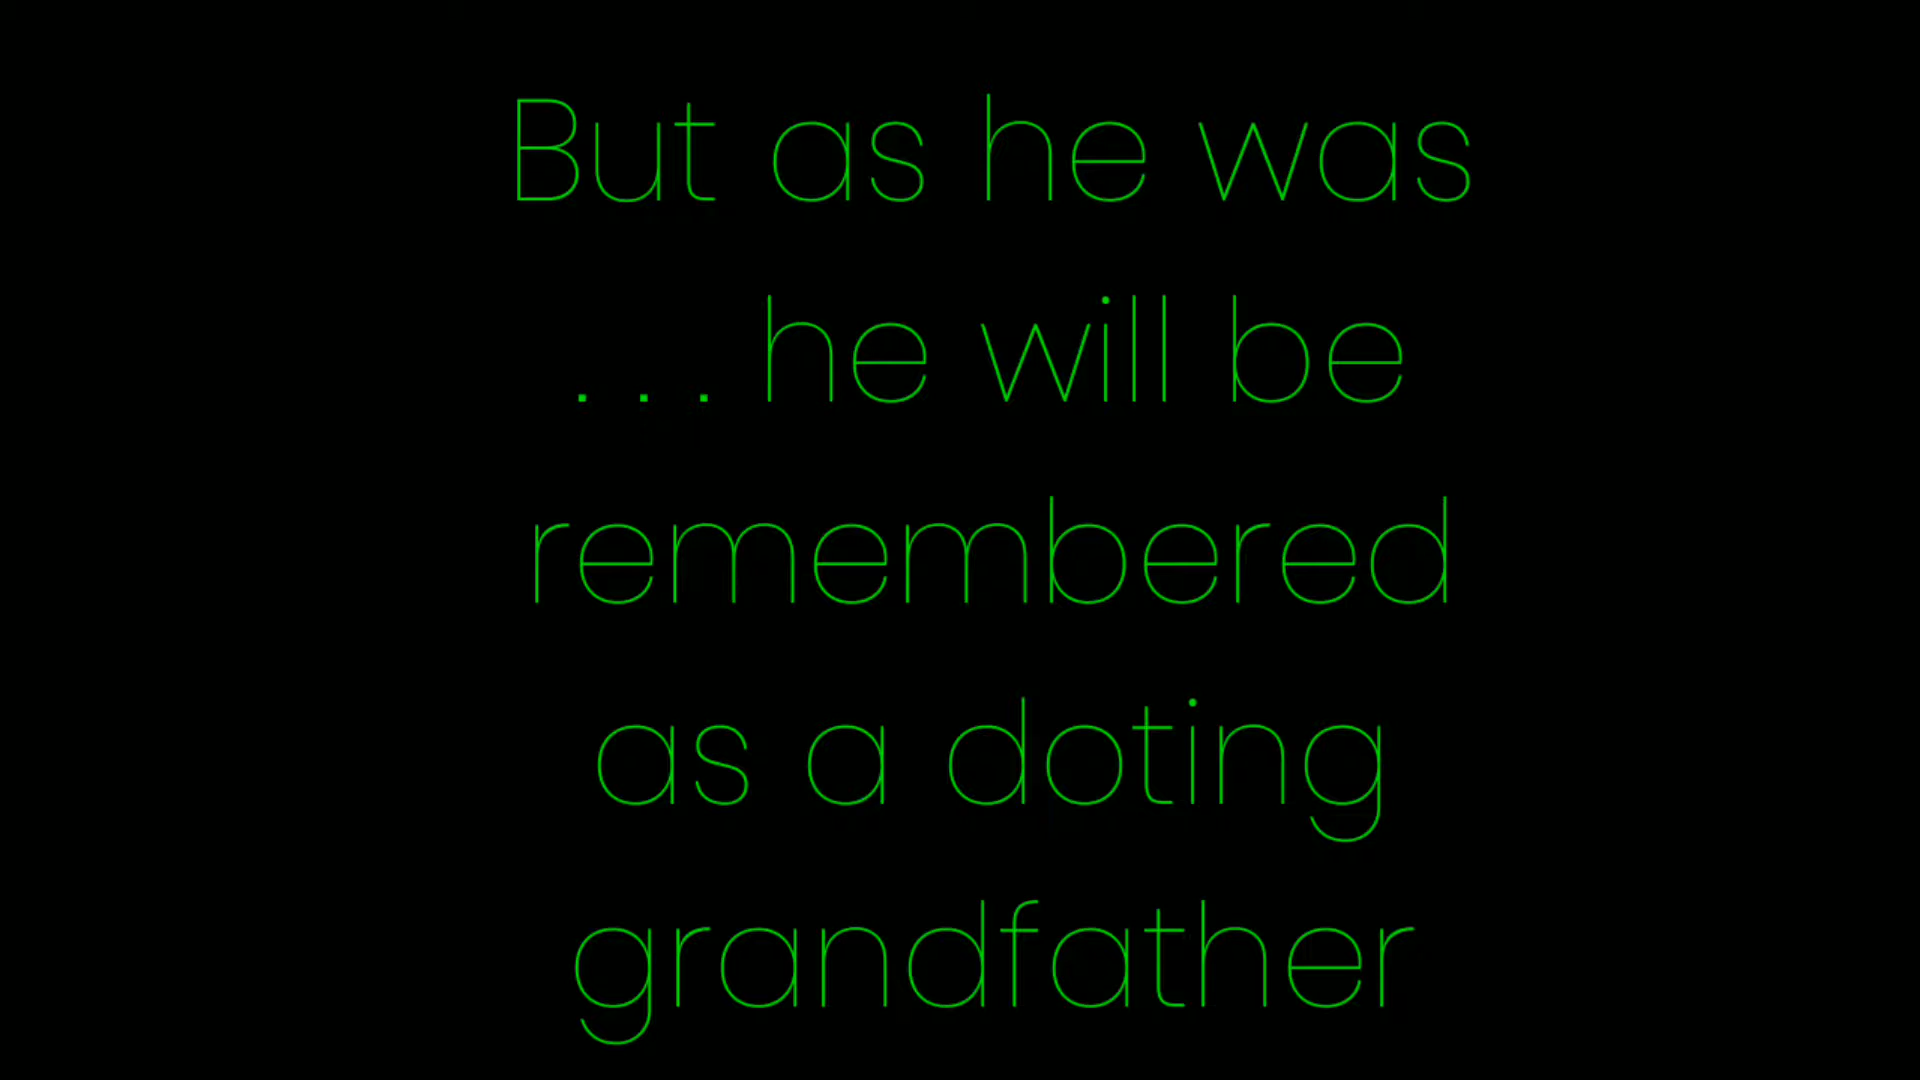 But as he was
. . . he will be
remembered
as a doting
grandfather